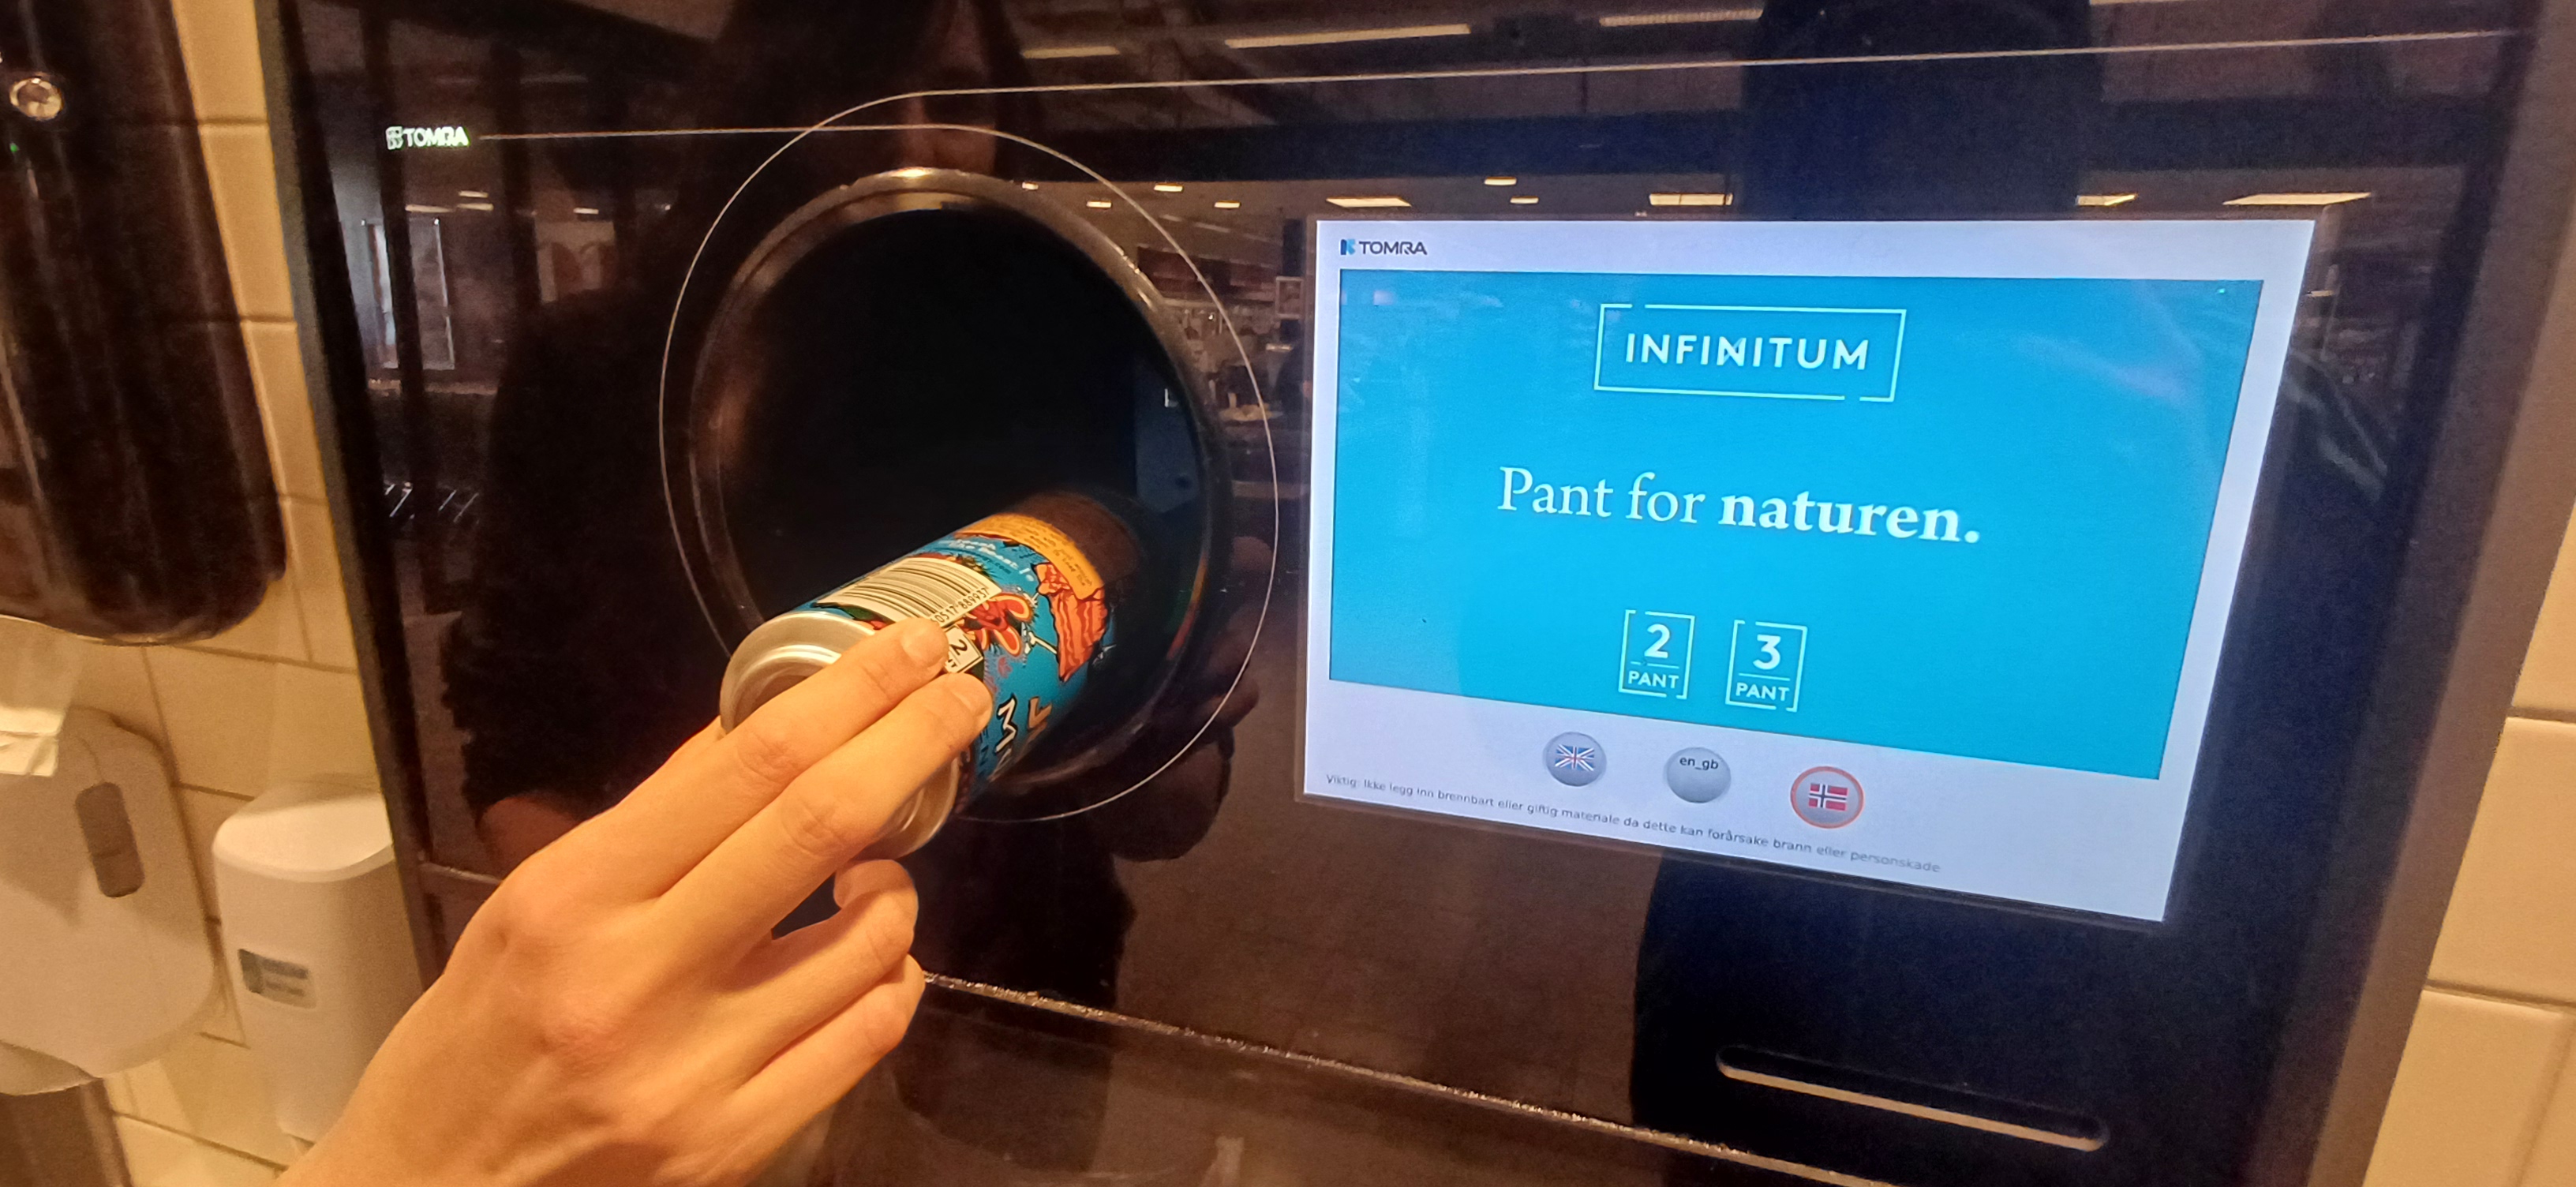 TOMRA
TOMRA
INFINITUM
Pant for naturen.
2
PANT
3
PANT
en_gb
Viktig: Ikke legg inn brennbart eller giftig materiale da dette kan forårsake brann eller personskade
2